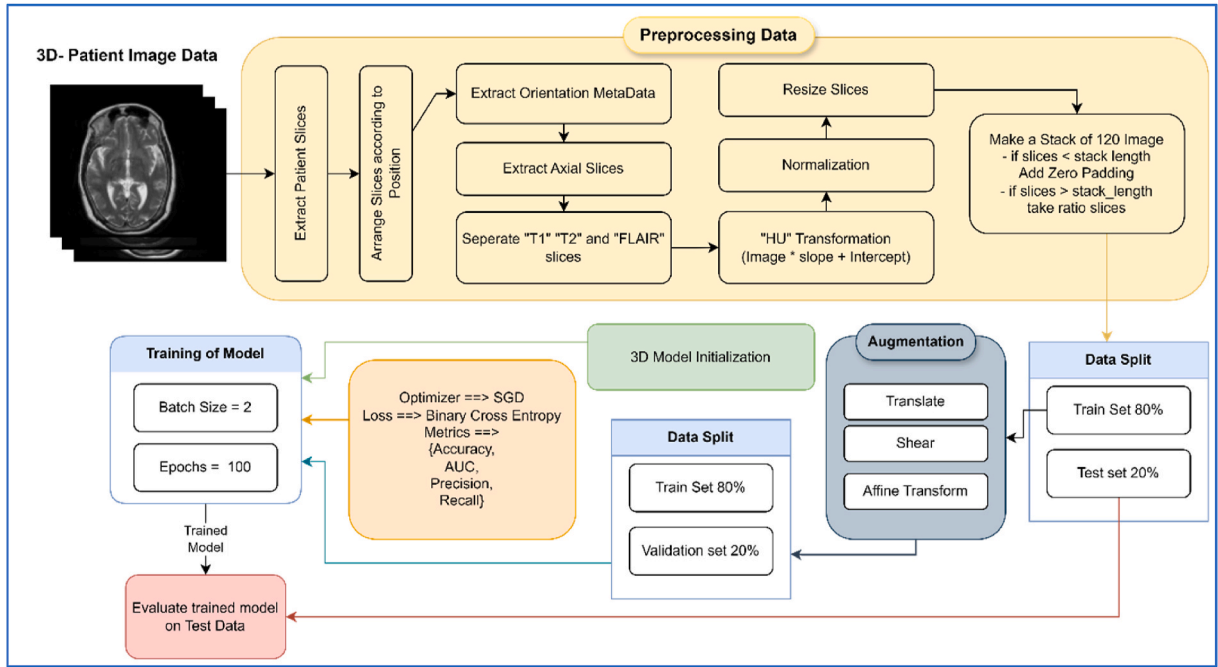 Preprocessing Data
3D- Patient Image Data
Extract Patient Slices
Arrange Slices according to
Position
Extract Orientation MetaData
Extract Axial Slices
Seperate "T1" "T2" and "FLAIR"
slices
"HU" Transformation
(Image * slope + Intercept)
Normalization
Resize Slices
Make a Stack of 120 Image
- if slices < stack length
Add Zero Padding
- if slices > stack_length
take ratio slices
Data Split
Train Set 80%
Test set 20%
Augmentation
Translate
Shear
Affine Transform
Data Split
Train Set 80%
Validation set 20%
3D Model Initialization
Optimizer ==> SGD
Loss ==> Binary Cross Entropy
Metrics ==>
{Accuracy,
AUC,
Precision,
Recall}
Training of Model
Batch Size = 2
Epochs = 100
Trained
Model
Evaluate trained model
on Test Data